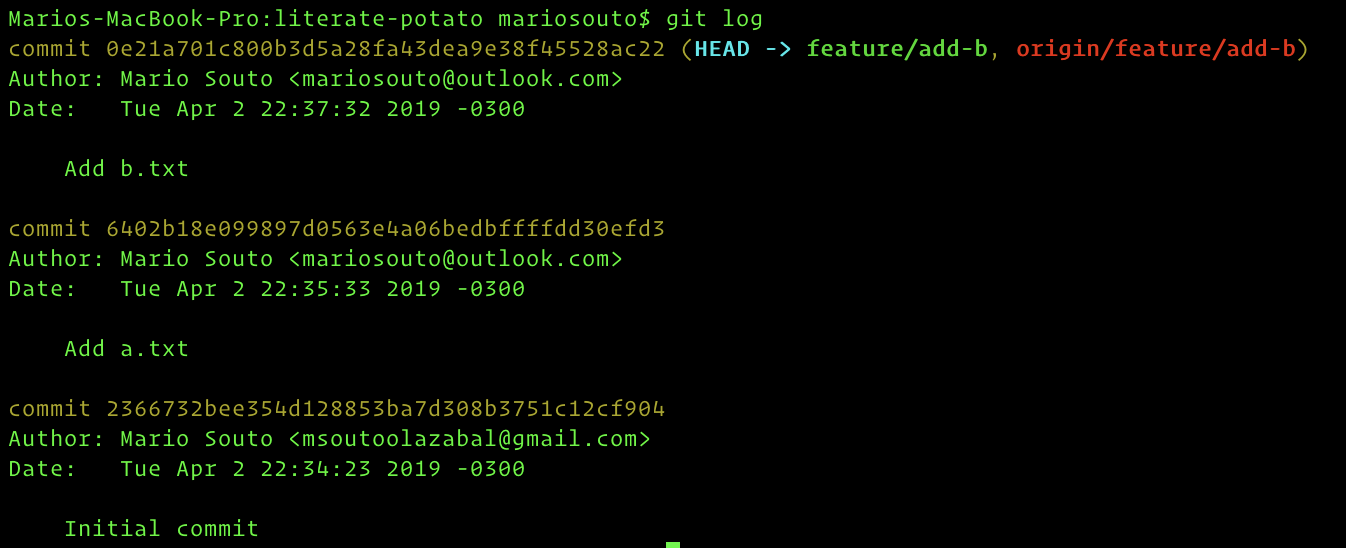 Marios-MacBook-Pro:literate-potato mariosouto$ git log
commit 0e21a701c800b3d5a28fa43dea9e38f45528ac22 (HEAD -> feature/add-b, origin/feature/add-b)
Author: Mario Souto <mariosouto@outlook.com>
Date:   Tue Apr 2 22:37:32 2019 -0300
    Add b.txt
commit 6402b18e099897d0563e4a06bedbffffdd30efd3
Author: Mario Souto <mariosouto@outlook.com>
Date:   Tue Apr 2 22:35:33 2019 -0300
    Add a.txt
commit 2366732bee354d128853ba7d308b3751c12cf904
Author: Mario Souto <msoutoolazabal@gmail.com>
Date:   Tue Apr 2 22:34:23 2019 -0300
    Initial commit